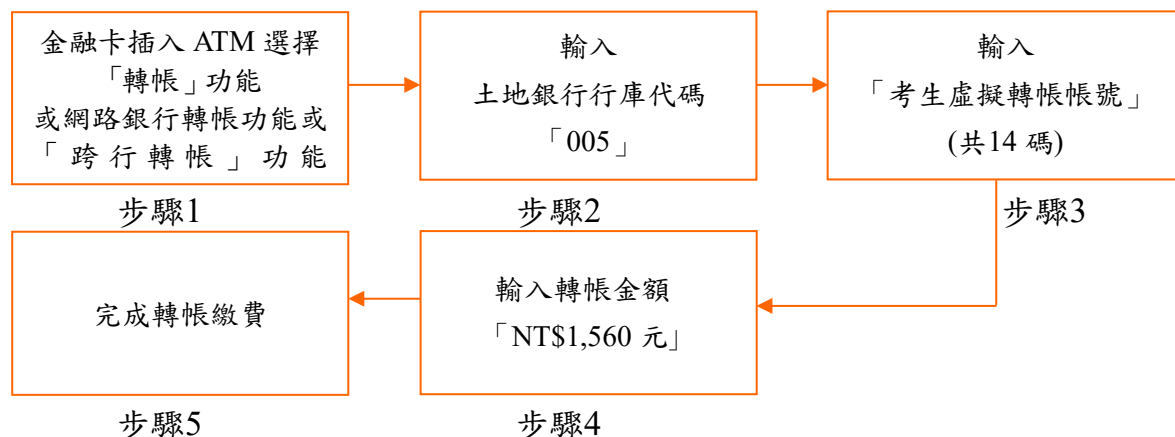 金融卡插入 ATM 選擇
「轉帳」功能
或網路銀行轉帳功能或
「跨行轉帳」功能
步驟1
輸入
土地銀行行庫代碼
「005」
步驟2
輸入
「考生虛擬轉帳帳號」
(共14 碼)
步驟3
輸入轉帳金額
「NT$1,560 元」
步驟4
完成轉帳繳費
步驟5